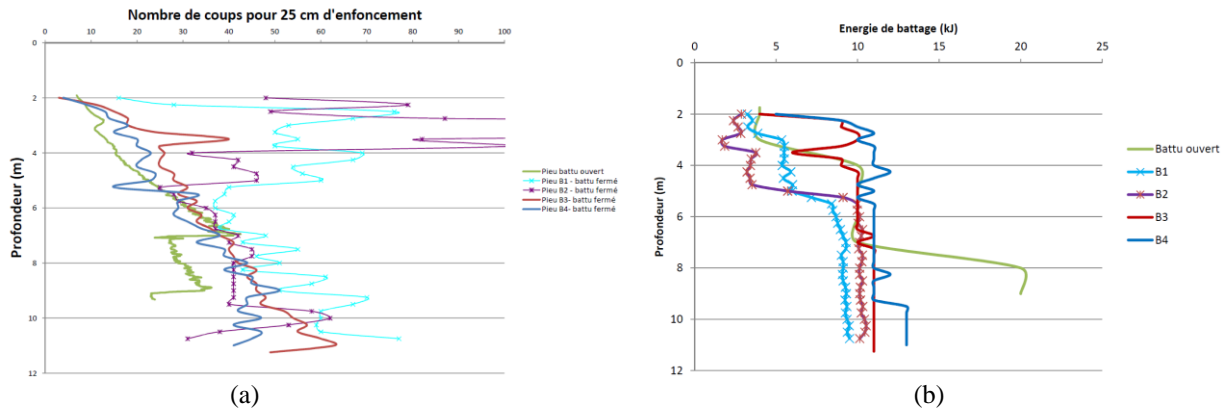 Nombre de coups pour 25 cm d'enfoncement
0 10 20 30 40 50 60 70 80 90 100
0
2
4
6
8
10
12
Profondeur (m)
Pieu battu ouvert
Pieu B1 - battu fermé
Pieu B2 - battu fermé
Pieu B3- battu fermé
Pieu B4- battu fermé
(a)
Energie de battage (kJ)
0 5 10 15 20 25
0
2
4
6
8
10
12
Profondeur (m)
Battu ouvert
B1
B2
B3
B4
(b)